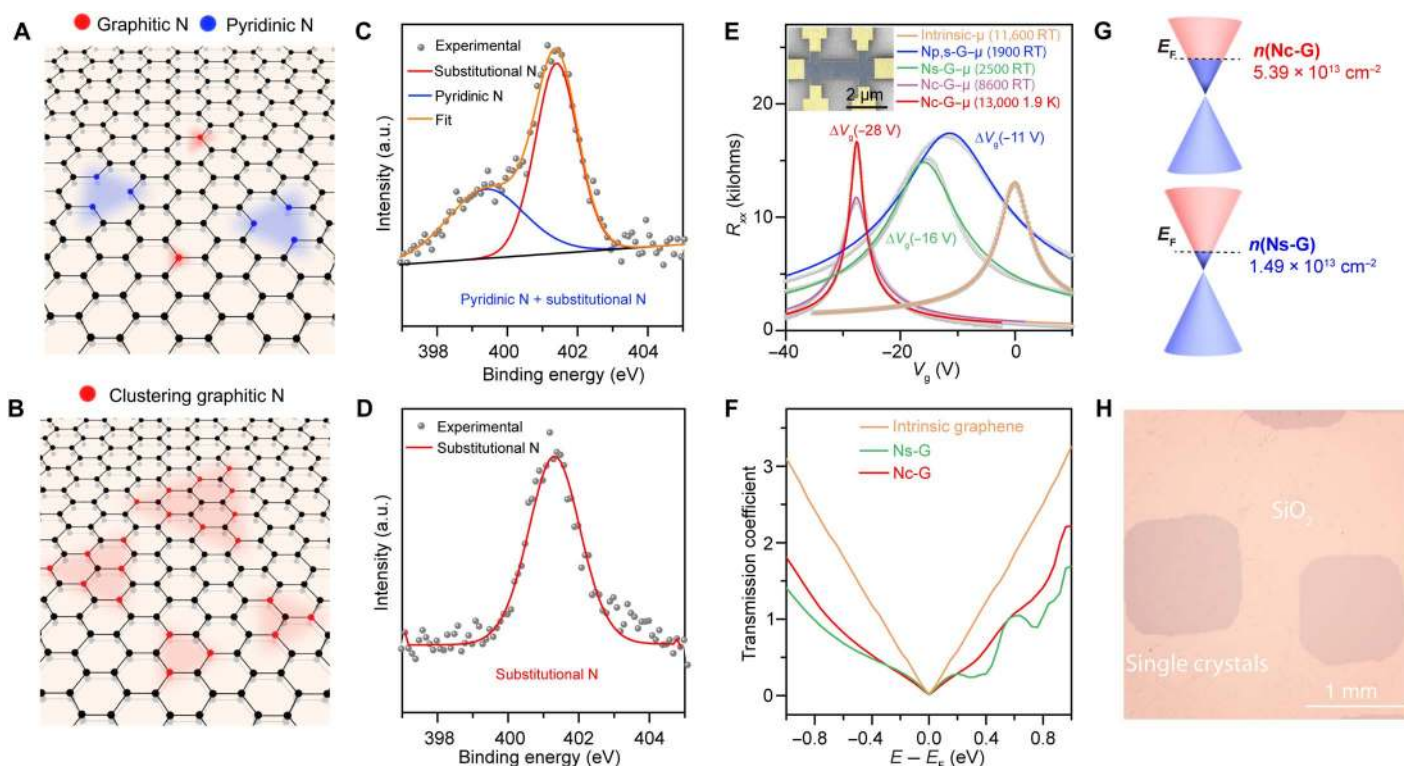 A
Graphitic N
Pyridinic N
B
Clustering graphitic N
C
Experimental
Substitutional N
Pyridinic N
Fit
Intensity (a.u.)
Pyridinic N + substitutional N
398
400
402
404
Binding energy (eV)
D
Experimental
Substitutional N
Intensity (a.u.)
Substitutional N
398
400
402
404
Binding energy (eV)
E
Intrinsic-μ (11,600 RT)
Np,s-G-μ (1900 RT)
Ns-G-μ (2500 RT)
Nc-G-μ (8600 RT)
Nc-G-μ (13,000 1.9 K)
2 μm
ΔVg(−28 V)
ΔVg(−11 V)
ΔVg(−16 V)
Rxx (kilohms)
20
10
0
−40
−20
0
Vg (V)
F
Intrinsic graphene
Ns-G
Nc-G
Transmission coefficient
3
2
1
0
−0.8
−0.4
0.0
0.4
0.8
E − EF (eV)
G
EF
n(Nc-G)
5.39 × 10¹³ cm⁻²
EF
n(Ns-G)
1.49 × 10¹³ cm⁻²
H
SiO₂
Single crystals
1 mm